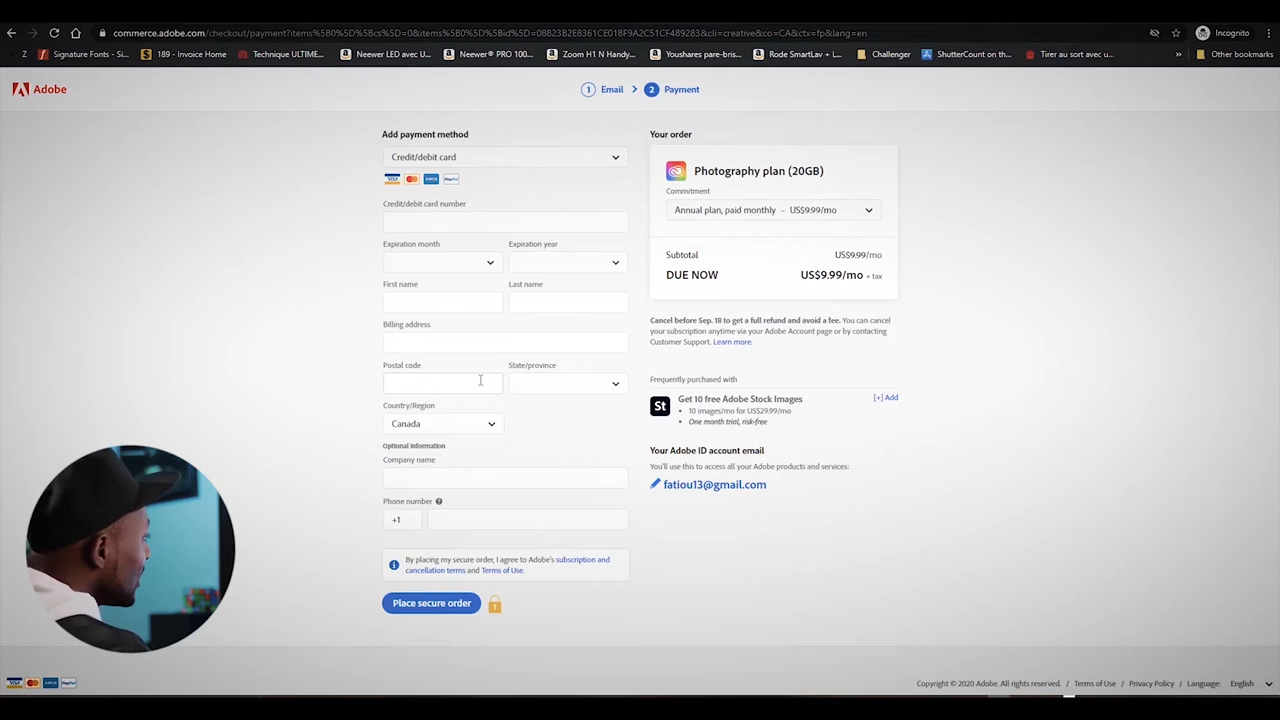 commerce.adobe.com/checkout/payment?items%5B0%5D%5Bcs%5D=0&items%5B0%5D%5Bid%5D=08823B2E8361CE018F9A2C51CF489283&cli=creative&co=CA&ctx=fp&lang=en
Incognito
Z
Signature Fonts - Si...
189 - Invoice Home
Technique ULTIME...
Neewer LED avec U...
Neewer® PRO 100...
Zoom H1 N Handy...
Youshares pare-bris...
Rode SmartLav + L...
Challenger
ShutterCount on th...
Tirer au sort avec u...
»
Other bookmarks
Adobe
1 Email > 2 Payment
Add payment method
Credit/debit card
VISA AMEX PayPal
Credit/debit card number
Expiration month
Expiration year
First name
Last name
Billing address
Postal code
State/province
Country/Region
Canada
Optional information
Company name
Phone number
+1
By placing my secure order, I agree to Adobe's subscription and
cancellation terms and Terms of Use.
Place secure order
Your order
Photography plan (20GB)
Commitment
Annual plan, paid monthly – US$9.99/mo
Subtotal US$9.99/mo
DUE NOW US$9.99/mo + tax
Cancel before Sep. 18 to get a full refund and avoid a fee. You can cancel
your subscription anytime via your Adobe Account page or by contacting
Customer Support. Learn more.
Frequently purchased with
St
Get 10 free Adobe Stock Images
[+] Add
• 10 images/mo for US$29.99/mo
• One month trial, risk-free
Your Adobe ID account email
You'll use this to access all your Adobe products and services:
fatiou13@gmail.com
VISA AMEX PayPal
Copyright © 2020 Adobe. All rights reserved. / Terms of Use / Privacy Policy / Language: English